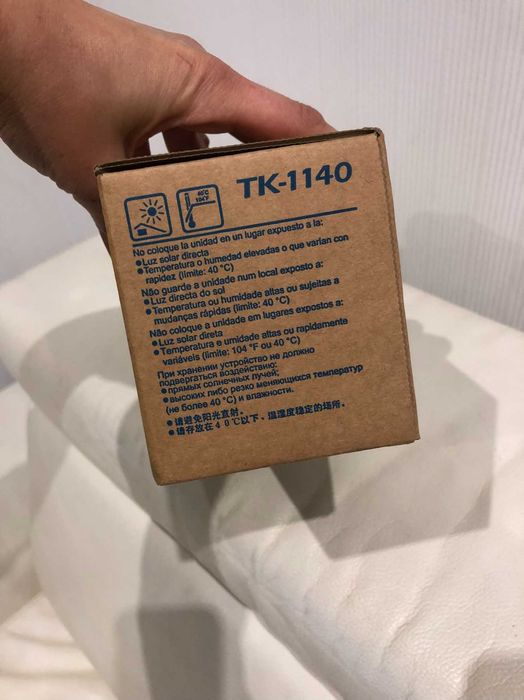 40°C
104°F
TK-1140
No coloque la unidad en un lugar expuesto a la:
●Luz solar directa
●Temperatura o humedad elevadas o que varían con
rapidez (limite: 40 °C)
Não guarde a unidade num local exposto a:
●Luz directa do sol
●Temperatura ou humidade altas ou sujeitas a
mudanças rápidas (limite: 40 °C)
Não coloque a unidade em lugares expostos a:
●Luz solar direta
●Temperatura e umidade altas ou rapidamente
variáveis (limite: 104 °F ou 40 °C)
При хранении устройство не должно
подвергаться воздействию:
●прямых солнечных лучей;
●высоких либо резко меняющихся температур
(не более 40 °C) и влажности.
●请避免阳光直射。
●请存放在４０℃以下、温湿度稳定的场所。